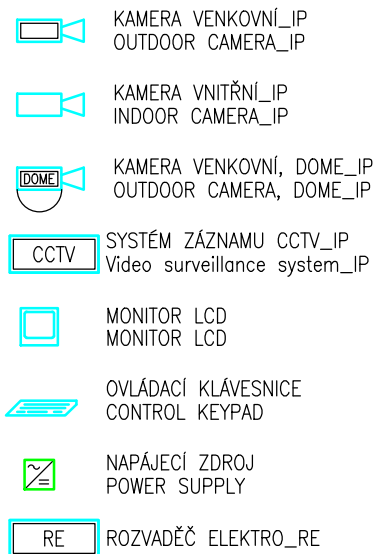 KAMERA VENKOVNÍ_IP
OUTDOOR CAMERA_IP
KAMERA VNITŘNÍ_IP
INDOOR CAMERA_IP
DOME
KAMERA VENKOVNÍ, DOME_IP
OUTDOOR CAMERA, DOME_IP
CCTV
SYSTÉM ZÁZNAMU CCTV_IP
Video surveillance system_IP
MONITOR LCD
MONITOR LCD
OVLÁDACÍ KLÁVESNICE
CONTROL KEYPAD
NAPÁJECÍ ZDROJ
POWER SUPPLY
RE
ROZVADĚČ ELEKTRO_RE